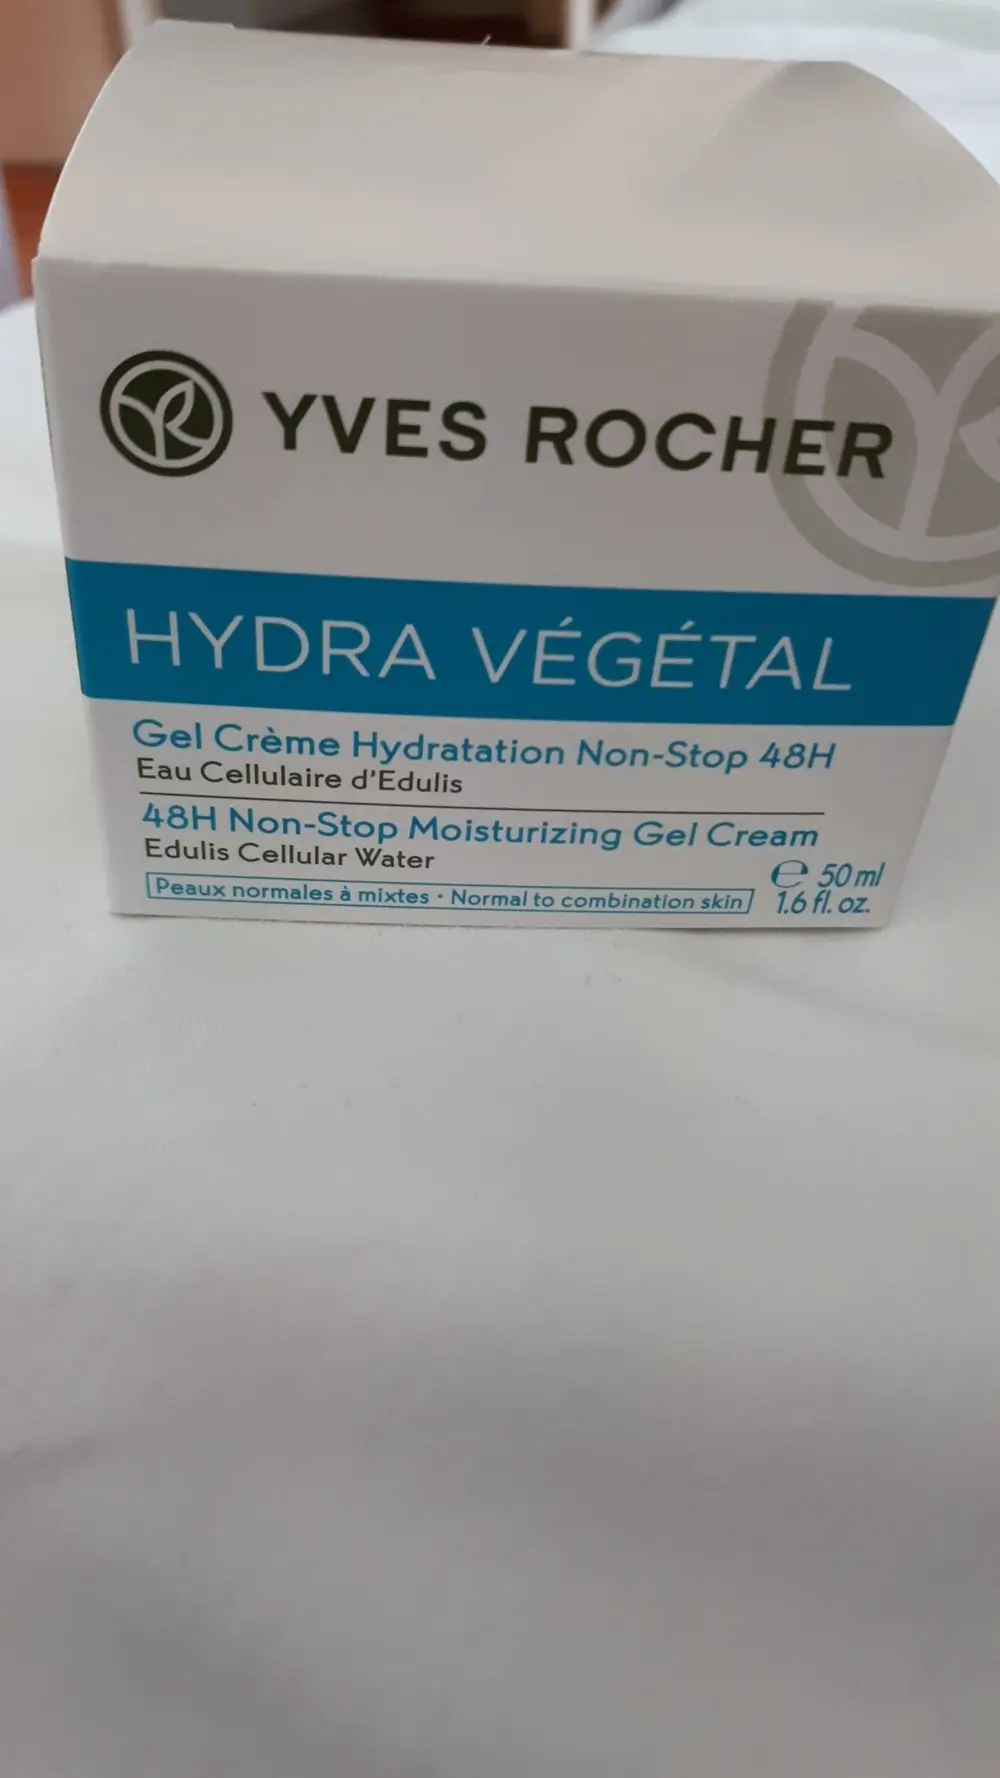 YVES ROCHER
HYDRA VÉGÉTAL
Gel Crème Hydratation Non-Stop 48H
Eau Cellulaire d'Edulis
48H Non-Stop Moisturizing Gel Cream
Edulis Cellular Water
Peaux normales à mixtes · Normal to combination skin
℮ 50 ml
1.6 fl. oz.